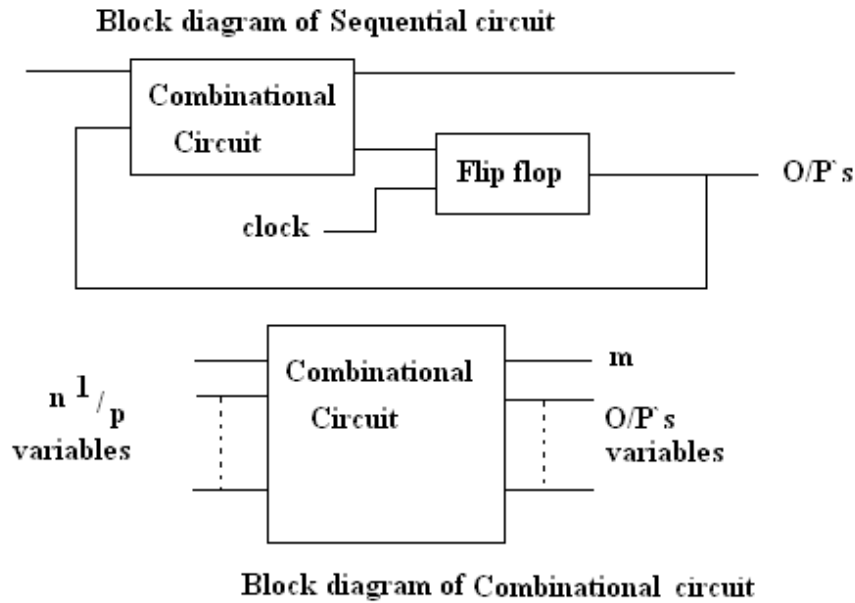 Block diagram of Sequential circuit
Combinational
Circuit
Flip flop
O/P`s
clock
n 1/p
variables
Combinational
Circuit
m
O/P`s
variables
Block diagram of Combinational circuit